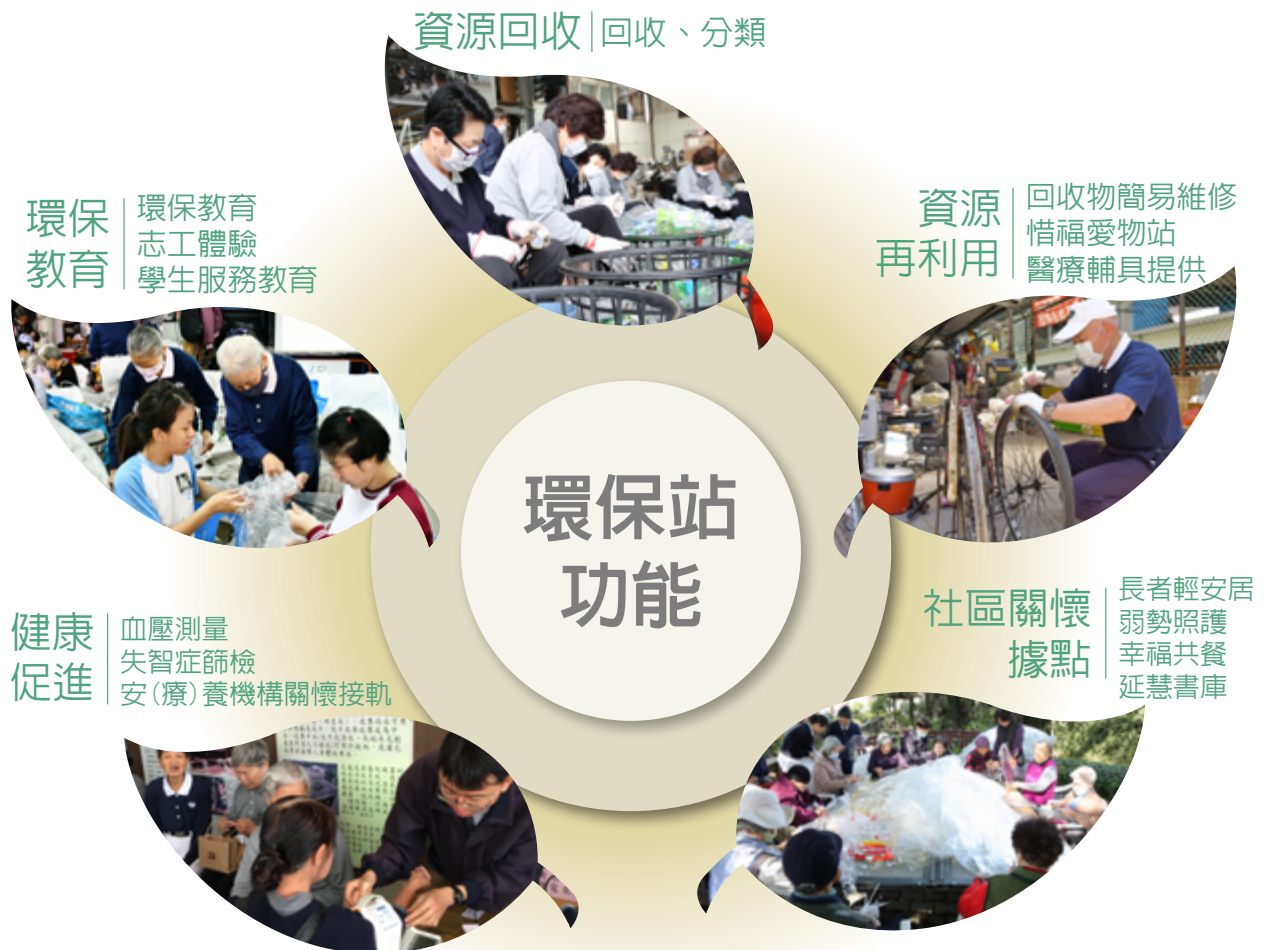 資源回收 回收、分類
環保
教育
環保教育
志工體驗
學生服務教育
資源
再利用
回收物簡易維修
惜福愛物站
醫療輔具提供
環保站
功能
健康
促進
血壓測量
失智症篩檢
安(療)養機構關懷接軌
社區關懷
據點
長者輕安居
弱勢照護
幸福共餐
延慧書庫